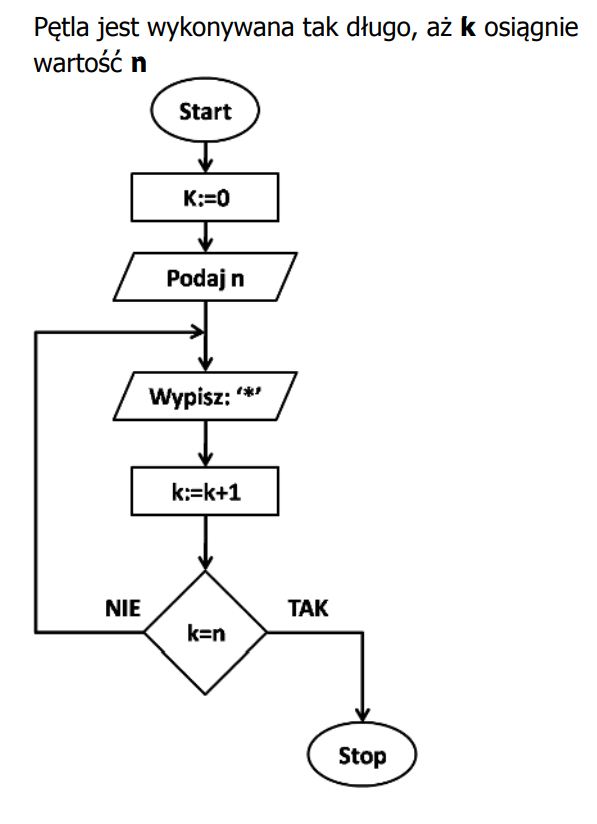 Pętla jest wykonywana tak długo, aż k osiągnie
wartość n
Start
K:=0
Podaj n
Wypisz: ‘*’
k:=k+1
NIE
TAK
k=n
Stop